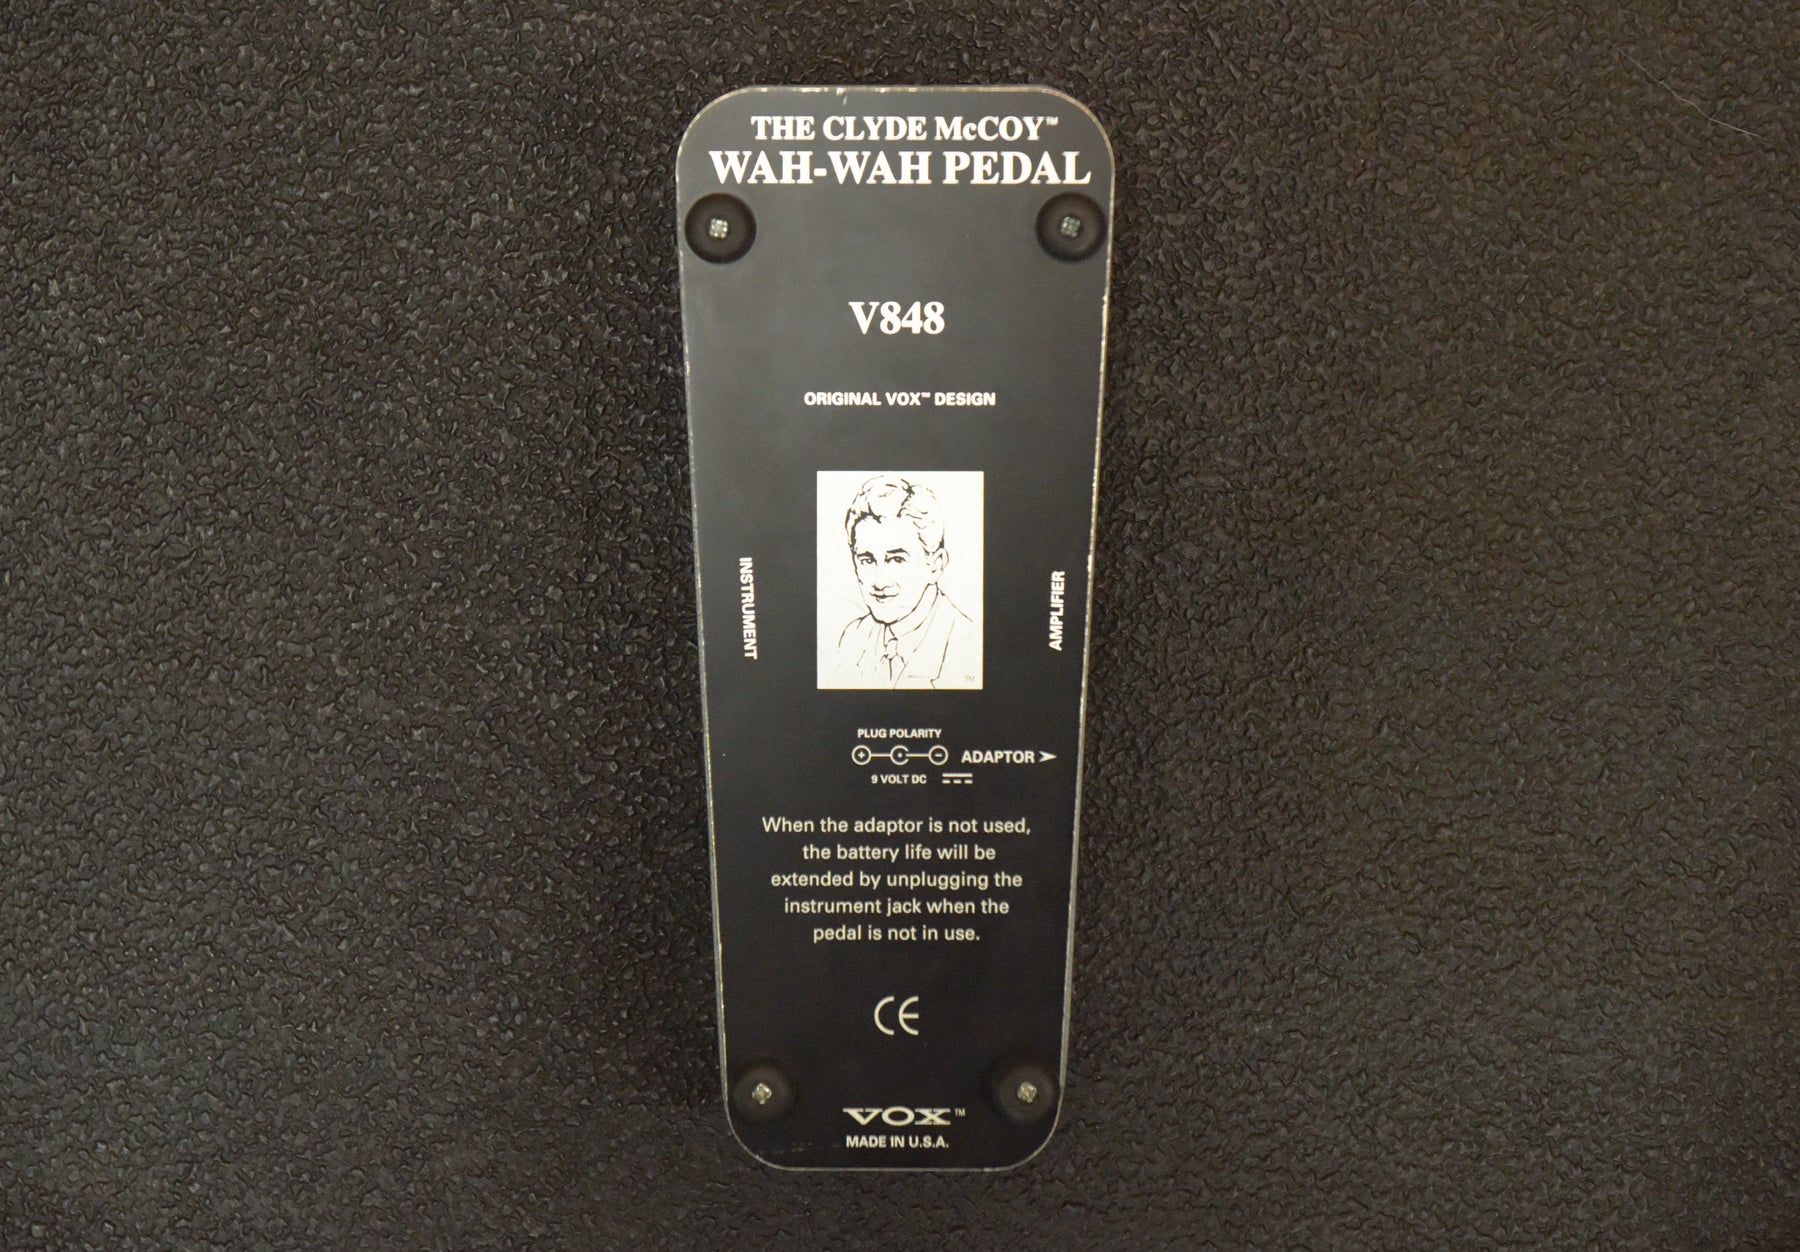 THE CLYDE McCOY™
WAH-WAH PEDAL
V848
ORIGINAL VOX™ DESIGN
INSTRUMENT
AMPLIFIER
TM
PLUG POLARITY
+ -
ADAPTOR
9 VOLT DC
When the adaptor is not used,
the battery life will be
extended by unplugging the
instrument jack when the
pedal is not in use.
CE
VOX™
MADE IN U.S.A.